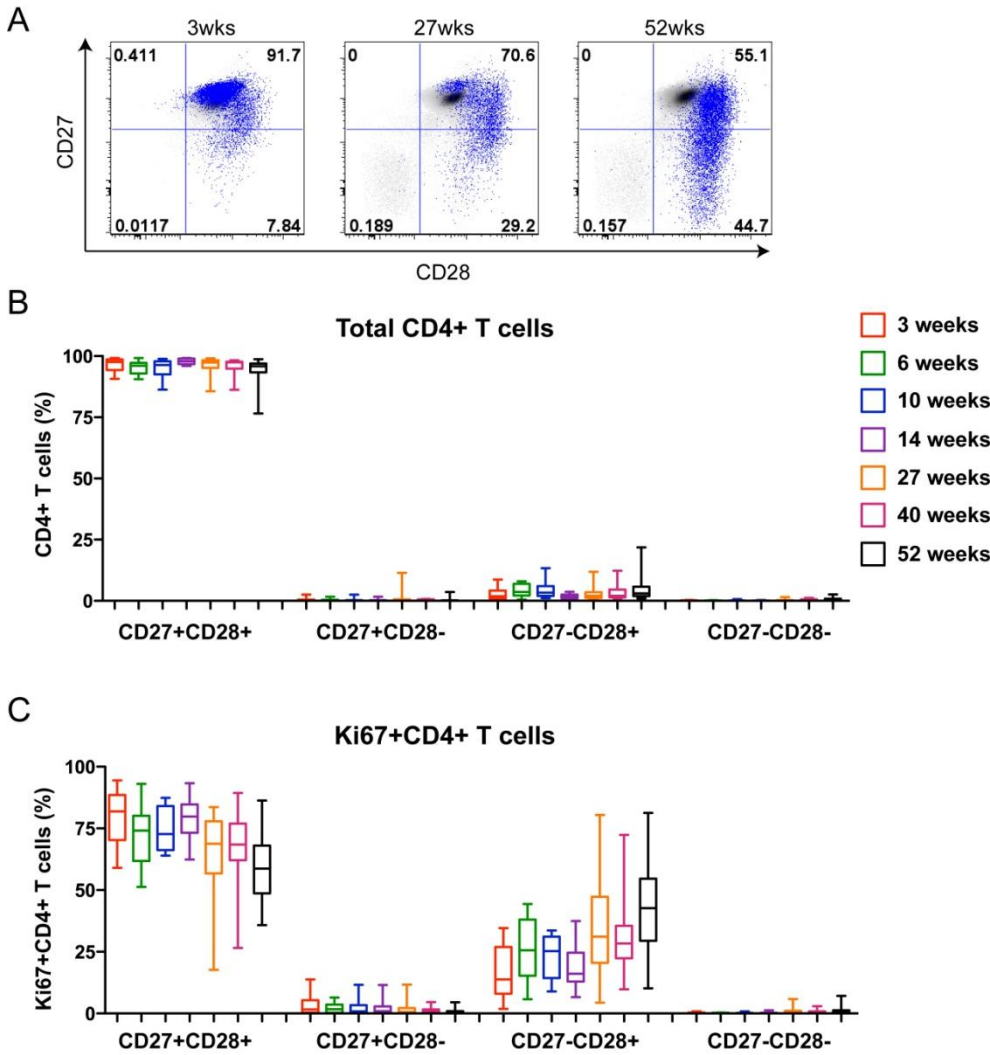 A
3wks 27wks 52wks
0.411 91.7 0 70.6 0 55.1
CD27
0.0117 7.84 0.189 29.2 0.157 44.7
CD28
B
Total CD4+ T cells
CD4+ T cells (%)
100
75
50
25
0
CD27+CD28+ CD27+CD28- CD27-CD28+ CD27-CD28-
3 weeks
6 weeks
10 weeks
14 weeks
27 weeks
40 weeks
52 weeks
C
Ki67+CD4+ T cells
Ki67+CD4+ T cells (%)
100
75
50
25
0
CD27+CD28+ CD27+CD28- CD27-CD28+ CD27-CD28-